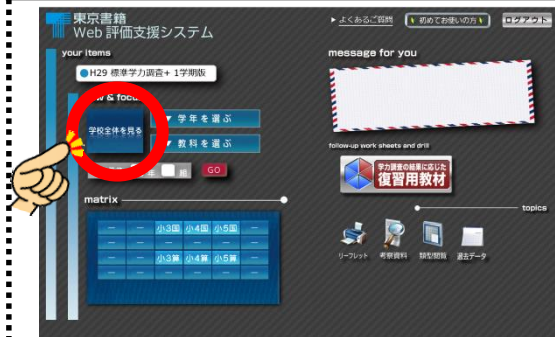 東京書籍
Web 評価支援システム
よくあるご質問
初めてお使いの方
ログアウト
your items
message for you
H29 標準学力調査+ 1学期版
& focus
学校全体を見る
▼ 学年を選ぶ
▼ 教科を選ぶ
年 組 GO
follow-up work sheets and drill
学力調査の結果に応じた
復習用教材
matrix
topics
小3国 小4国 小5国
小3算 小4算 小5算
リーフレット 考察資料 類型閲覧 過去データ